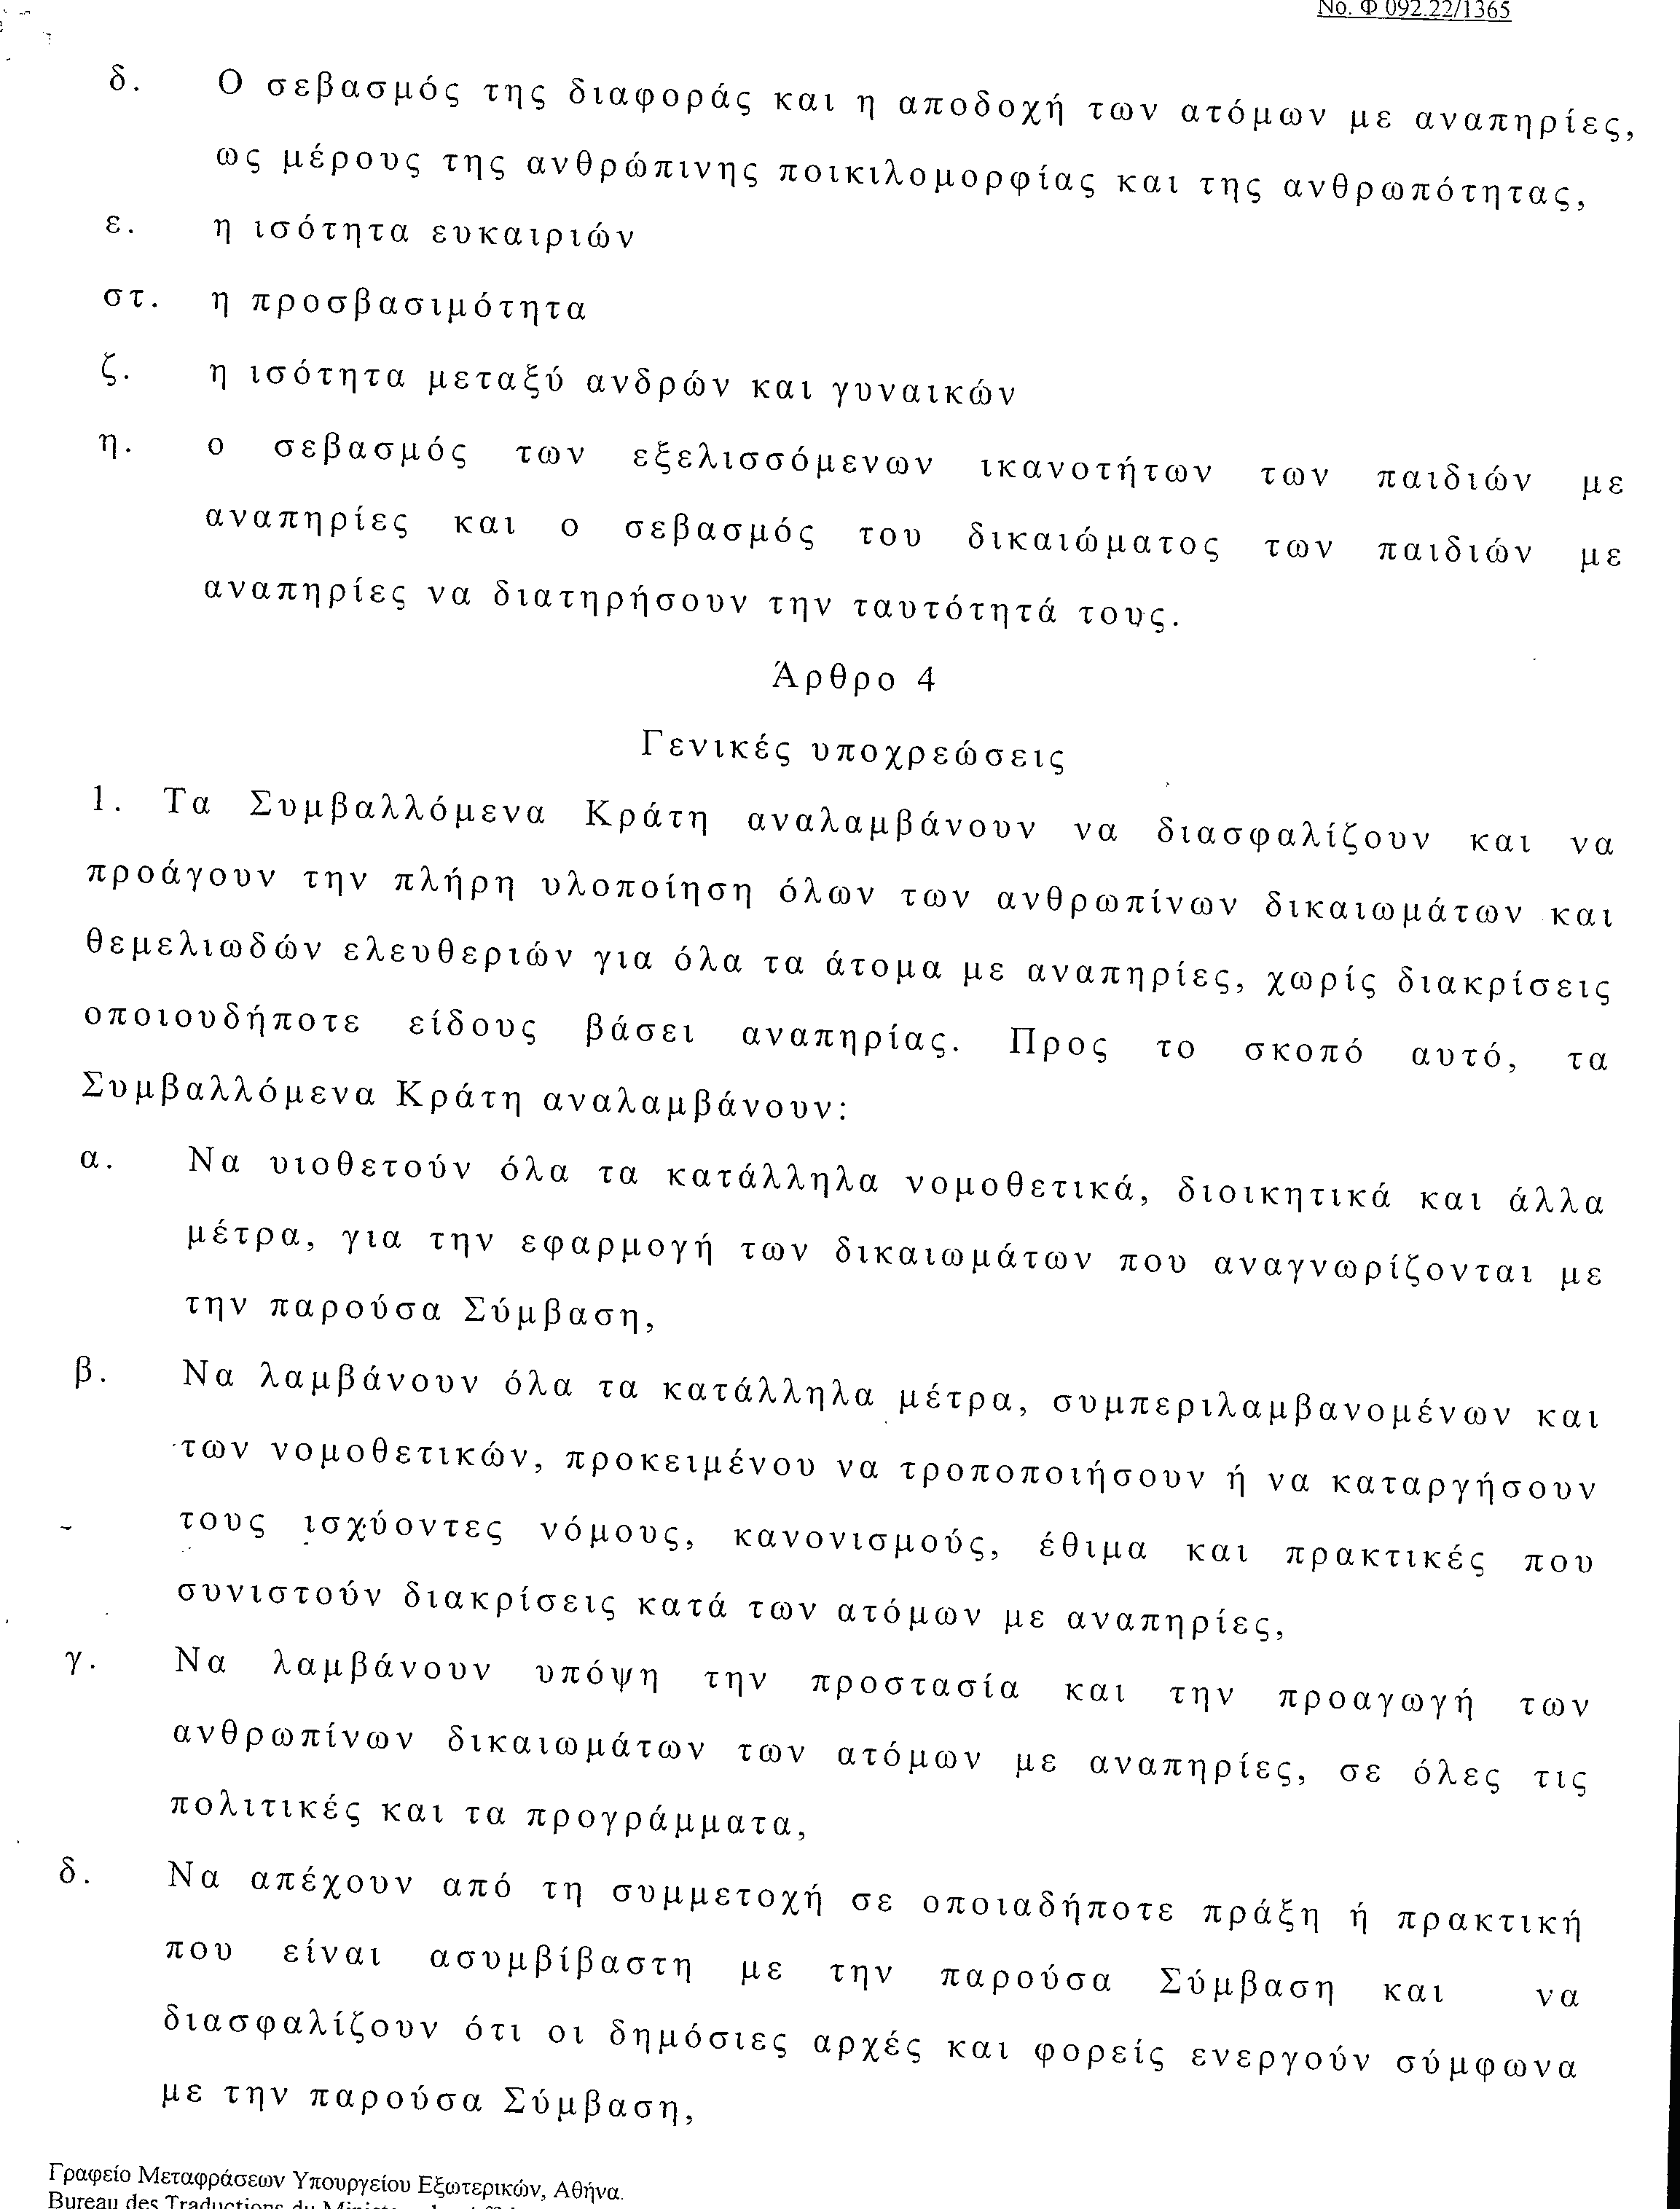 No. Φ 092.22/1365
δ. Ο σεβασμός της διαφοράς και η αποδοχή των ατόμων με αναπηρίες,
ως μέρους της ανθρώπινης ποικιλομορφίας και της ανθρωπότητας,
ε. η ισότητα ευκαιριών
στ. η προσβασιμότητα
ζ. η ισότητα μεταξύ ανδρών και γυναικών
η. ο σεβασμός των εξελισσόμενων ικανοτήτων των παιδιών με
αναπηρίες και ο σεβασμός του δικαιώματος των παιδιών με
αναπηρίες να διατηρήσουν την ταυτότητά τους.
Άρθρο 4
Γενικές υποχρεώσεις
1. Τα Συμβαλλόμενα Κράτη αναλαμβάνουν να διασφαλίζουν και να
προάγουν την πλήρη υλοποίηση όλων των ανθρωπίνων δικαιωμάτων και
θεμελιωδών ελευθεριών για όλα τα άτομα με αναπηρίες, χωρίς διακρίσεις
οποιουδήποτε είδους βάσει αναπηρίας. Προς το σκοπό αυτό, τα
Συμβαλλόμενα Κράτη αναλαμβάνουν:
α. Να υιοθετούν όλα τα κατάλληλα νομοθετικά, διοικητικά και άλλα
μέτρα, για την εφαρμογή των δικαιωμάτων που αναγνωρίζονται με
την παρούσα Σύμβαση,
β. Να λαμβάνουν όλα τα κατάλληλα μέτρα, συμπεριλαμβανομένων και
των νομοθετικών, προκειμένου να τροποποιήσουν ή να καταργήσουν
τους ισχύοντες νόμους, κανονισμούς, έθιμα και πρακτικές που
συνιστούν διακρίσεις κατά των ατόμων με αναπηρίες,
γ. Να λαμβάνουν υπόψη την προστασία και την προαγωγή των
ανθρωπίνων δικαιωμάτων των ατόμων με αναπηρίες, σε όλες τις
πολιτικές και τα προγράμματα,
δ. Να απέχουν από τη συμμετοχή σε οποιαδήποτε πράξη ή πρακτική
που είναι ασυμβίβαστη με την παρούσα Σύμβαση και να
διασφαλίζουν ότι οι δημόσιες αρχές και φορείς ενεργούν σύμφωνα
με την παρούσα Σύμβαση,
Γραφείο Μεταφράσεων Υπουργείου Εξωτερικών, Αθήνα.
Bureau des Traductions du